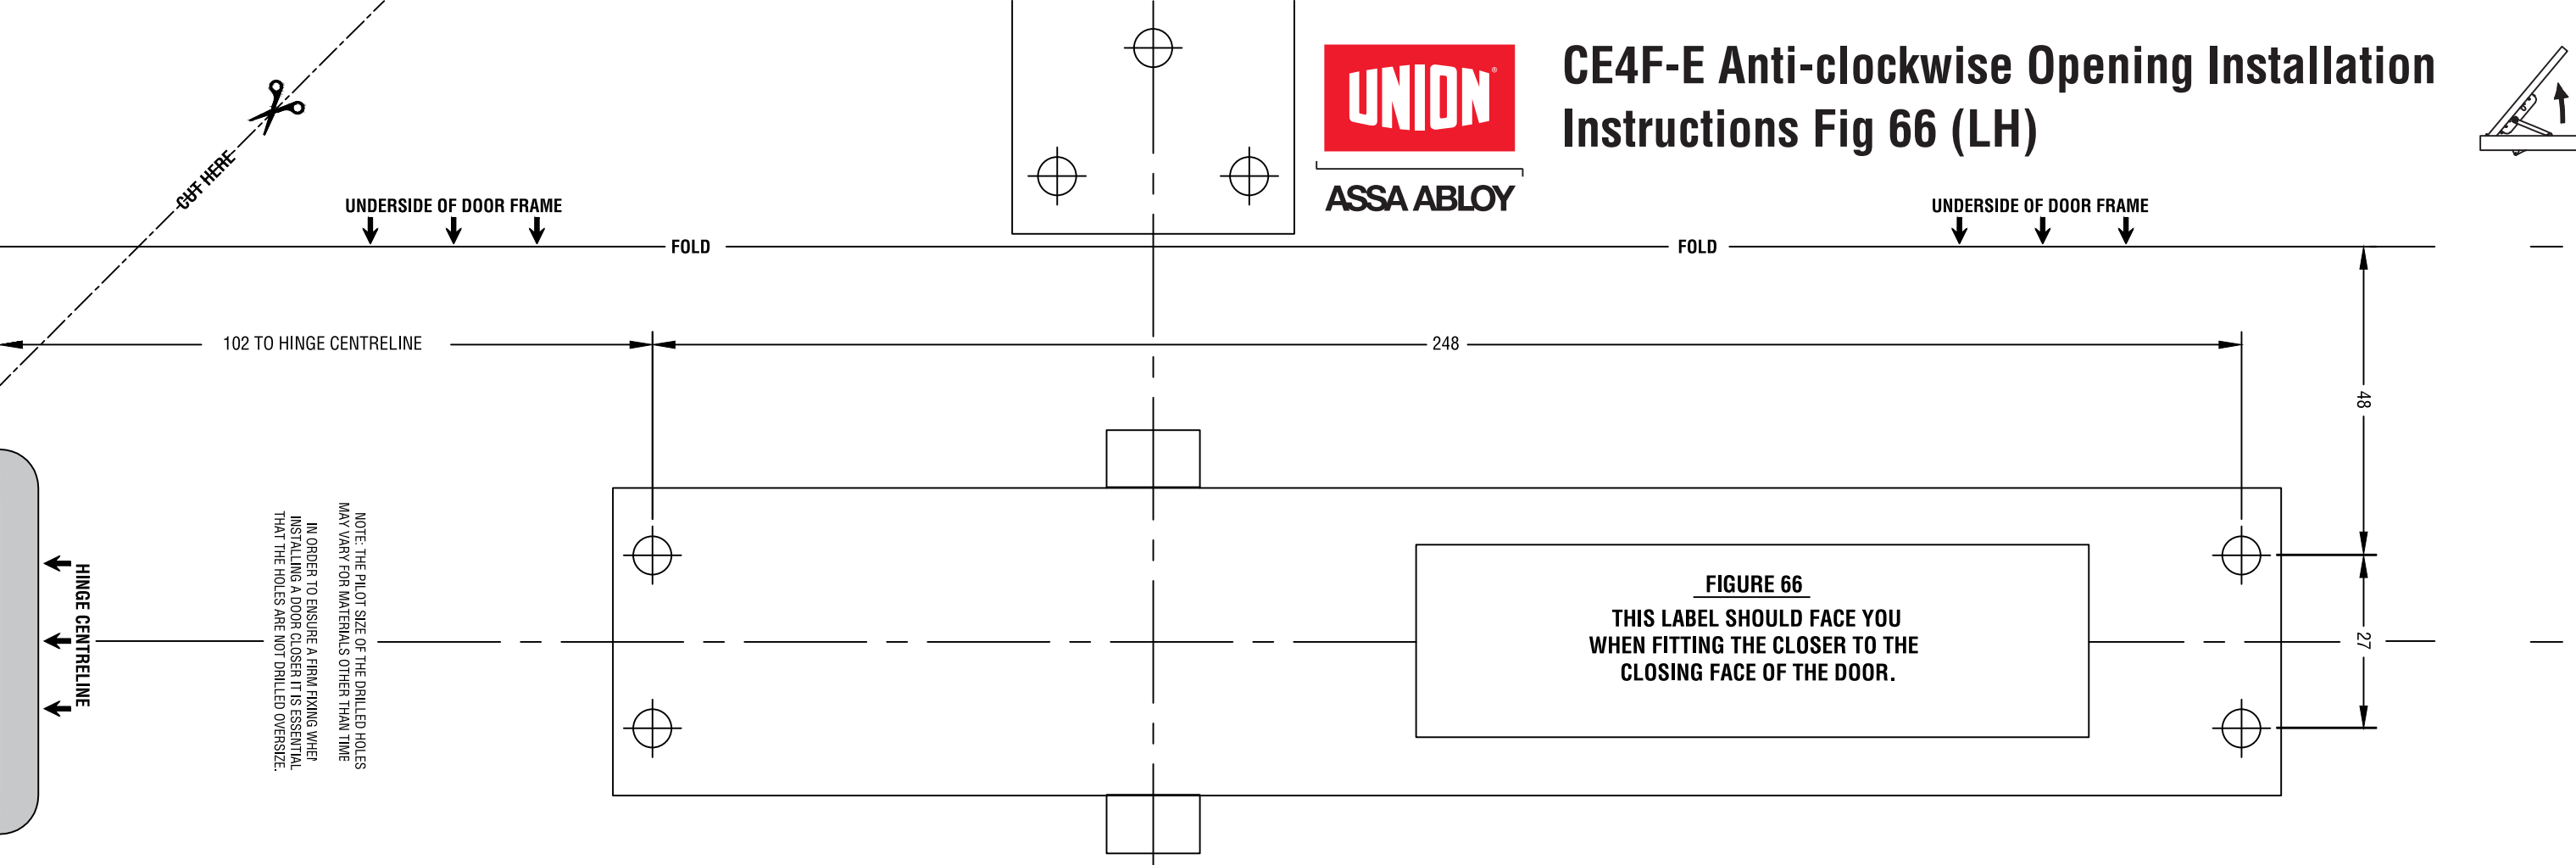 UNION®
ASSA ABLOY
CE4F-E Anti-clockwise Opening Installation
Instructions Fig 66 (LH)
CUT HERE
UNDERSIDE OF DOOR FRAME
UNDERSIDE OF DOOR FRAME
FOLD
FOLD
102 TO HINGE CENTRELINE
248
48
27
HINGE CENTRELINE
NOTE: THE PILOT SIZE OF THE DRILLED HOLES
MAY VARY FOR MATERIALS OTHER THAN TIME
IN ORDER TO ENSURE A FIRM FIXING WHEN
INSTALLING A DOOR CLOSER IT IS ESSENTIAL
THAT THE HOLES ARE NOT DRILLED OVERSIZE.
FIGURE 66
THIS LABEL SHOULD FACE YOU
WHEN FITTING THE CLOSER TO THE
CLOSING FACE OF THE DOOR.